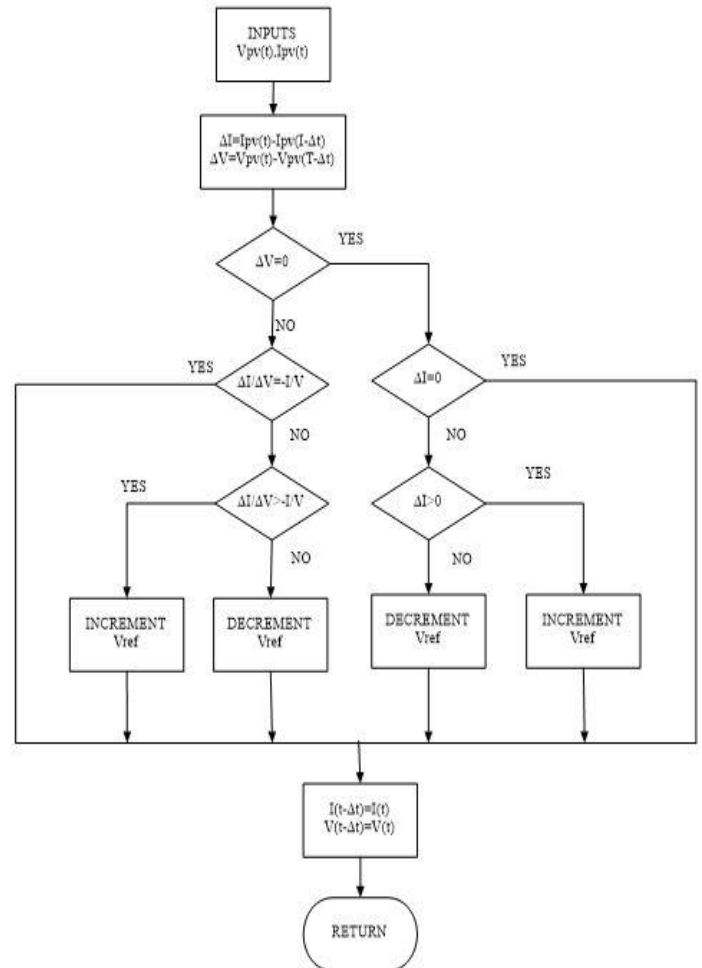 INPUTS
Vpv(t).Ipv(t)
ΔI=Ipv(t)-Ipv(I-Δt)
ΔV=Vpv(t)-Vpv(T-Δt)
YES
ΔV=0
NO
YES
ΔI/ΔV=-I/V
ΔI=0
YES
NO
NO
YES
ΔI/ΔV>-I/V
ΔI>0
YES
NO
NO
INCREMENT
Vref
DECREMENT
Vref
DECREMENT
Vref
INCREMENT
Vref
I(t-Δt)=I(t)
V(t-Δt)=V(t)
RETURN